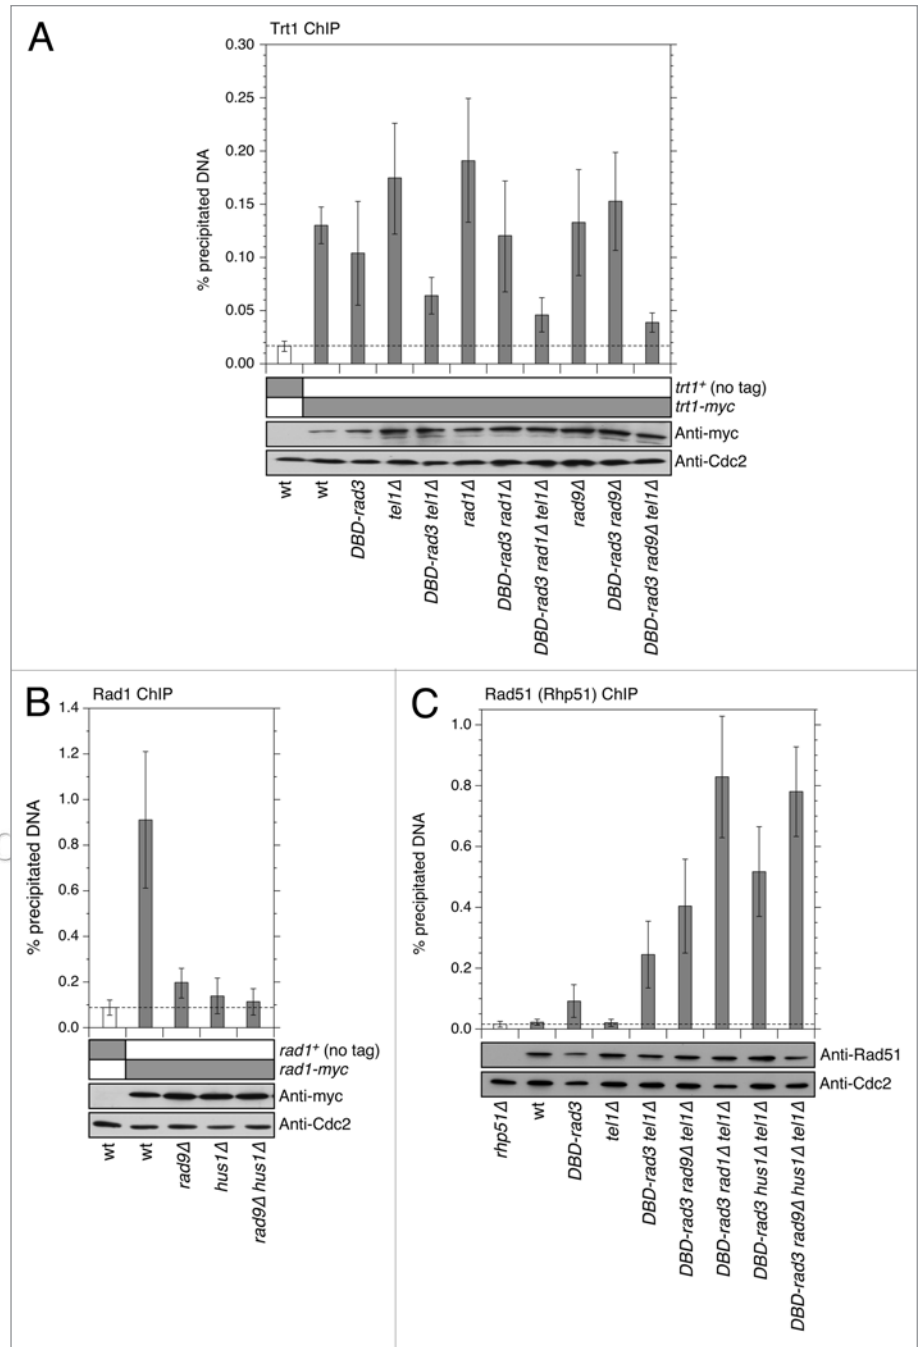 A
Trt1 ChIP
0.30
0.25
0.20
0.15
0.10
0.05
0.00
% precipitated DNA
trt1+ (no tag)
trt1-myc
Anti-myc
Anti-Cdc2
wt
wt
DBD-rad3
tel1Δ
DBD-rad3 tel1Δ
rad1Δ
DBD-rad3 rad1Δ
DBD-rad3 rad1Δ tel1Δ
rad9Δ
DBD-rad3 rad9Δ
DBD-rad3 rad9Δ tel1Δ
B
Rad1 ChIP
1.4
1.2
1.0
0.8
0.6
0.4
0.2
0.0
% precipitated DNA
rad1+ (no tag)
rad1-myc
Anti-myc
Anti-Cdc2
wt
wt
rad9Δ
hus1Δ
rad9Δ hus1Δ
C
Rad51 (Rhp51) ChIP
1.0
0.8
0.6
0.4
0.2
0.0
% precipitated DNA
Anti-Rad51
Anti-Cdc2
rhp51Δ
wt
DBD-rad3
tel1Δ
DBD-rad3 tel1Δ
DBD-rad3 rad9Δ tel1Δ
DBD-rad3 rad1Δ tel1Δ
DBD-rad3 hus1Δ tel1Δ
DBD-rad3 rad9Δ hus1Δ tel1Δ